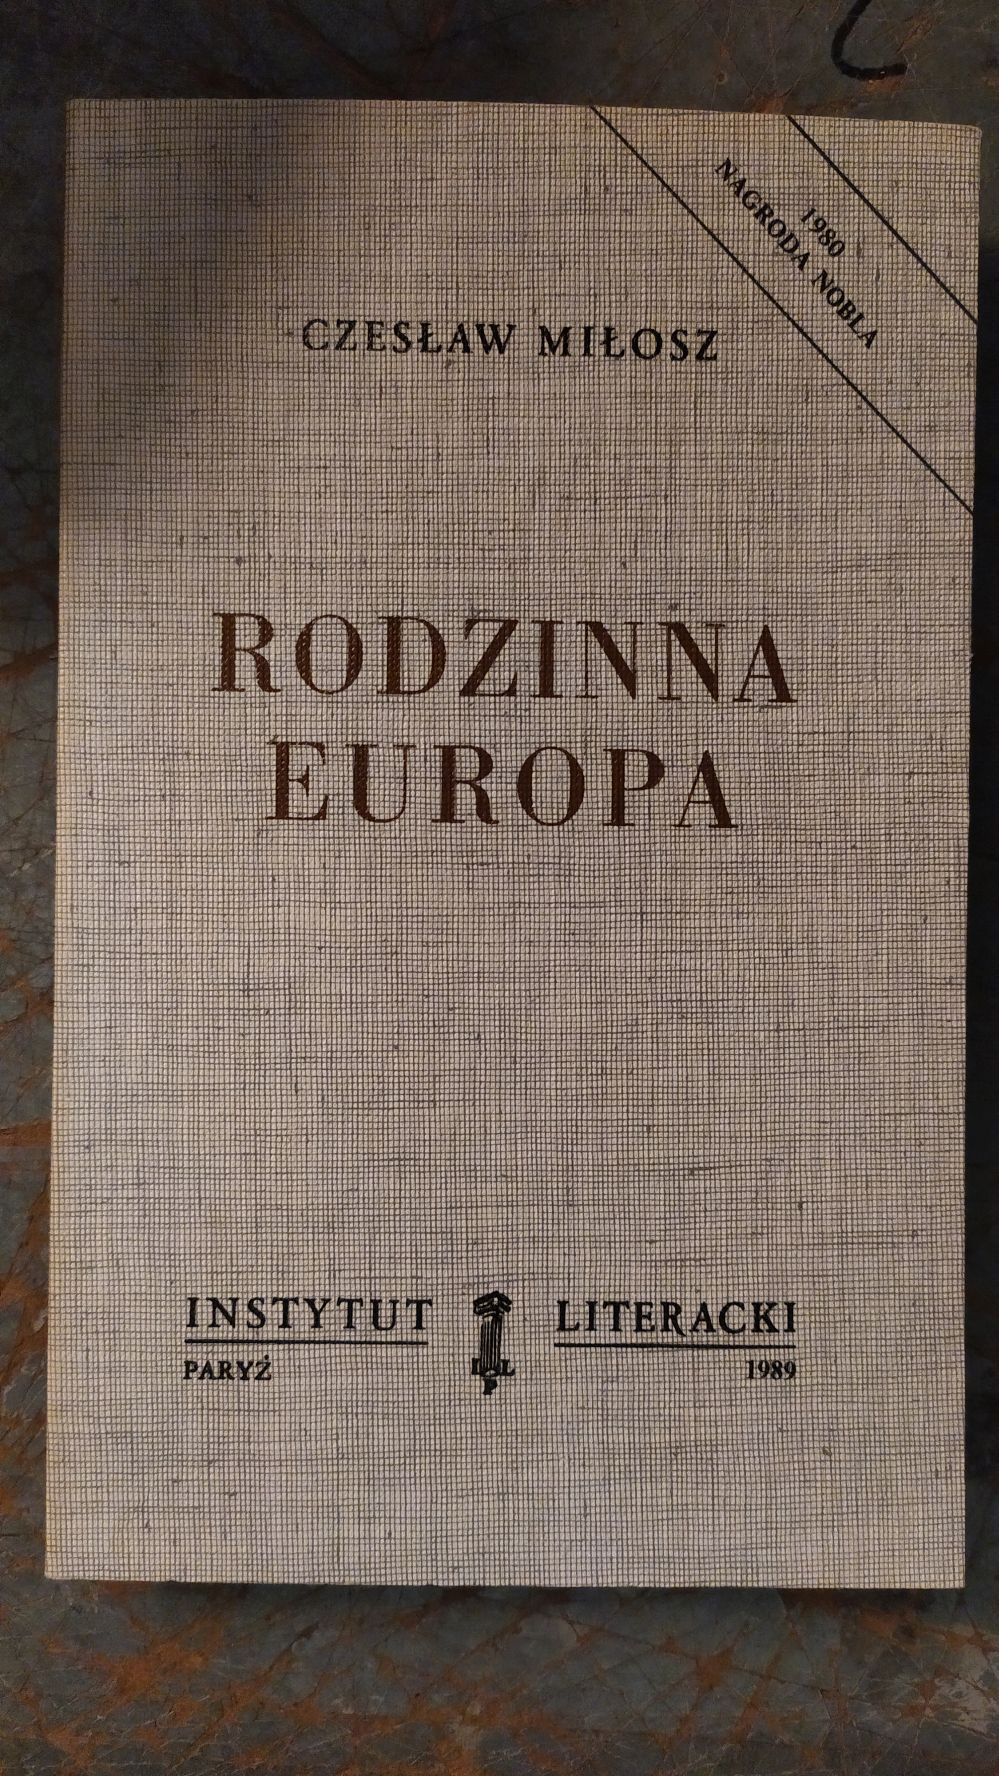 1980
NAGRODA NOBLA
CZESŁAW MIŁOSZ
RODZINNA
EUROPA
INSTYTUT LITERACKI
PARYŻ 1989
I L
P